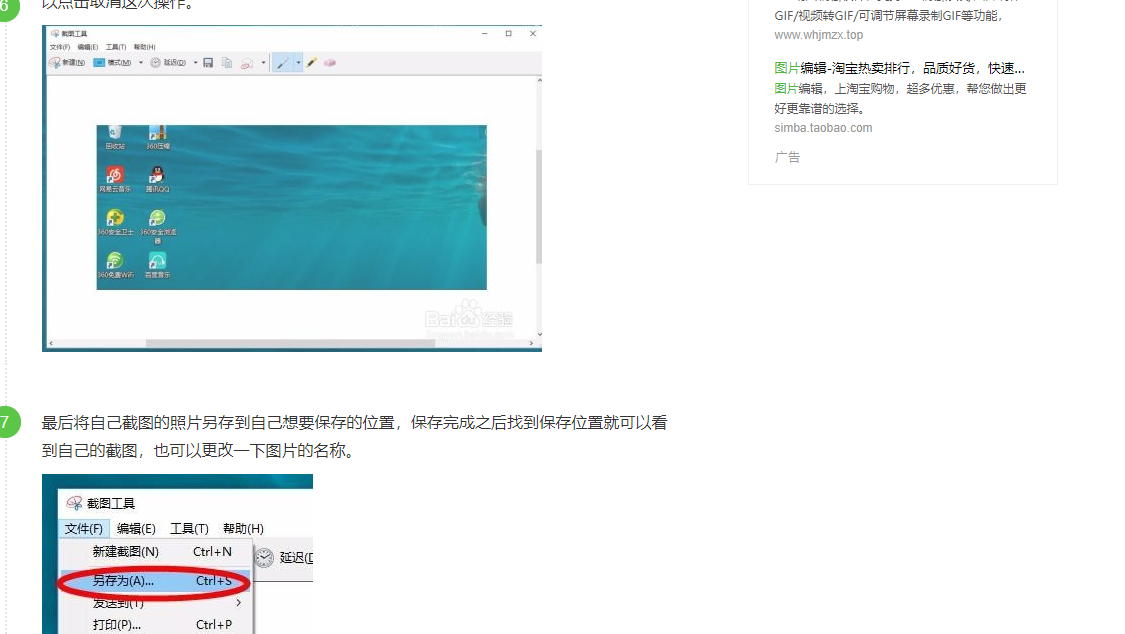 6
以点击取消这次操作。
截图工具
文件(F) 编辑(E) 工具(T) 帮助(H)
新建(N) 模式(M) 延迟(D)
回收站 360压缩
网易云音乐 腾讯QQ
360安全卫士 360安全浏览
器
360免费WiFi 百度音乐
Baidu 经验
7
最后将自己截图的照片另存到自己想要保存的位置，保存完成之后找到保存位置就可以看
到自己的截图，也可以更改一下图片的名称。
截图工具
文件(F) 编辑(E) 工具(T) 帮助(H)
新建截图(N) Ctrl+N
延迟(D
另存为(A)... Ctrl+S
发送到(T)
打印(P)... Ctrl+P
GIF/视频转GIF/可调节屏幕录制GIF等功能，
www.whjmzx.top
图片编辑-淘宝热卖排行，品质好货，快速...
图片编辑，上淘宝购物，超多优惠，帮您做出更
好更靠谱的选择。
simba.taobao.com
广告